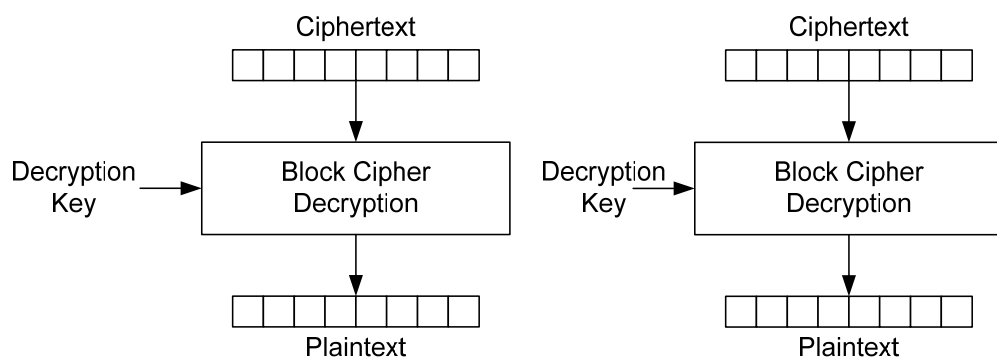 Ciphertext
Decryption
Key
Block Cipher
Decryption
Plaintext
Ciphertext
Decryption
Key
Block Cipher
Decryption
Plaintext